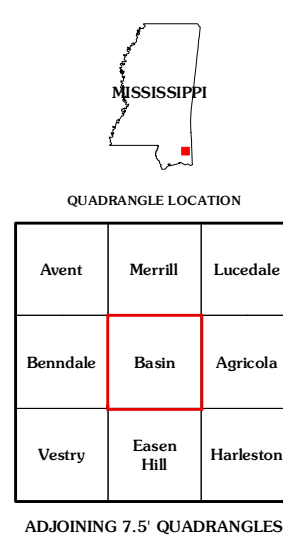 MISSISSIPPI
QUADRANGLE LOCATION
Avent Merrill Lucedale
Benndale Basin Agricola
Vestry Easen Hill Harleston
ADJOINING 7.5' QUADRANGLES